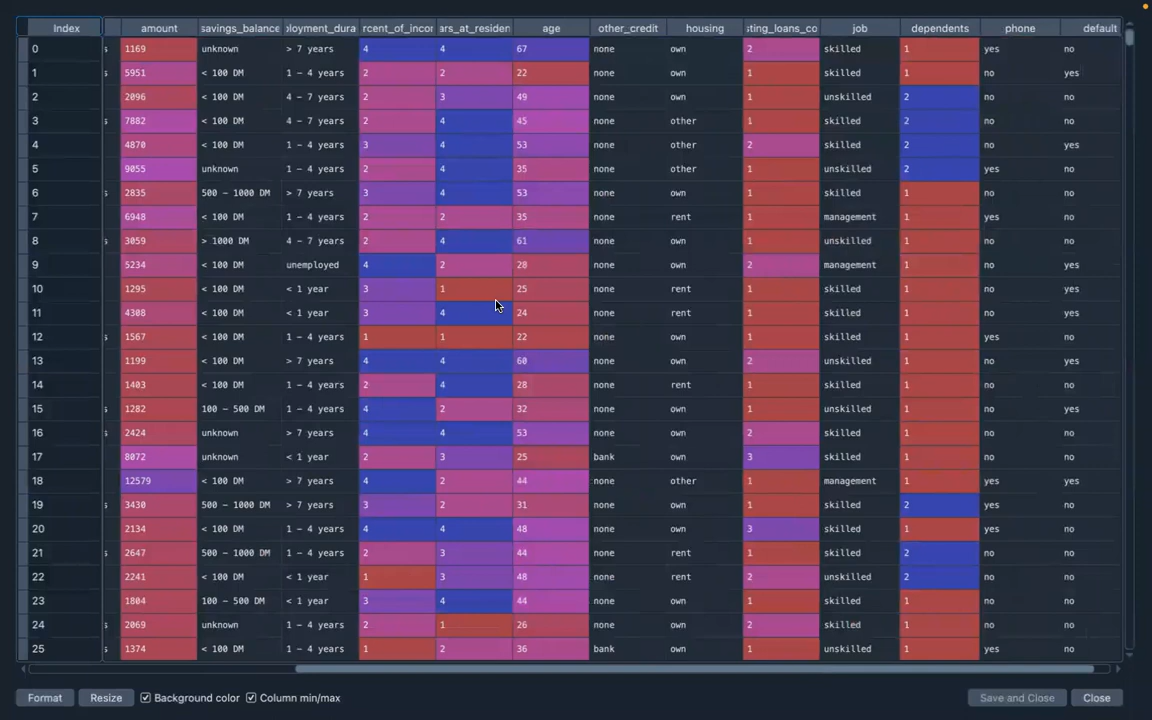 Index amount savings_balance ployment_dura rcent_of_incor ars_at_residen age other_credit housing ting_loans_co job dependents phone default
0 s 1169 unknown > 7 years 4 4 67 none own 2 skilled 1 yes no
1 5951 < 100 DM 1 – 4 years 2 2 22 none own 1 skilled 1 no yes
2 2096 < 100 DM 4 – 7 years 2 3 49 none own 1 unskilled 2 no no
3 s 7882 < 100 DM 4 – 7 years 2 4 45 none other 1 skilled 2 no no
4 4870 < 100 DM 1 – 4 years 3 4 53 none other 2 skilled 2 no yes
5 9055 unknown 1 – 4 years 2 4 35 none other 1 unskilled 2 yes no
6 s 2835 500 – 1000 DM > 7 years 3 4 53 none own 1 skilled 1 no no
7 6948 < 100 DM 1 – 4 years 2 2 35 none rent 1 management 1 yes no
8 s 3059 > 1000 DM 4 – 7 years 2 4 61 none own 1 unskilled 1 no no
9 5234 < 100 DM unemployed 4 2 28 none own 2 management 1 no yes
10 1295 < 100 DM < 1 year 3 1 25 none rent 1 skilled 1 no yes
11 4308 < 100 DM < 1 year 3 4 24 none rent 1 skilled 1 no yes
12 s 1567 < 100 DM 1 – 4 years 1 1 22 none own 1 skilled 1 yes no
13 1199 < 100 DM > 7 years 4 4 60 none own 2 unskilled 1 no yes
14 1403 < 100 DM 1 – 4 years 2 4 28 none rent 1 skilled 1 no no
15 s 1282 100 – 500 DM 1 – 4 years 4 2 32 none own 1 unskilled 1 no yes
16 s 2424 unknown > 7 years 4 4 53 none own 2 skilled 1 no no
17 8072 unknown < 1 year 2 3 25 bank own 3 skilled 1 no no
18 12579 < 100 DM > 7 years 4 2 44 none other 1 management 1 yes yes
19 s 3430 500 – 1000 DM > 7 years 3 2 31 none own 1 skilled 2 yes no
20 s 2134 < 100 DM 1 – 4 years 4 4 48 none own 3 skilled 1 yes no
21 s 2647 500 – 1000 DM 1 – 4 years 2 3 44 none rent 1 skilled 2 no no
22 s 2241 < 100 DM < 1 year 1 3 48 none rent 2 unskilled 2 no no
23 s 1804 100 – 500 DM < 1 year 3 4 44 none own 1 skilled 1 no no
24 s 2069 unknown 1 – 4 years 2 1 26 none own 2 skilled 1 no no
25 s 1374 < 100 DM 1 – 4 years 1 2 36 bank own 1 unskilled 1 yes no
Format Resize Background color Column min/max Save and Close Close